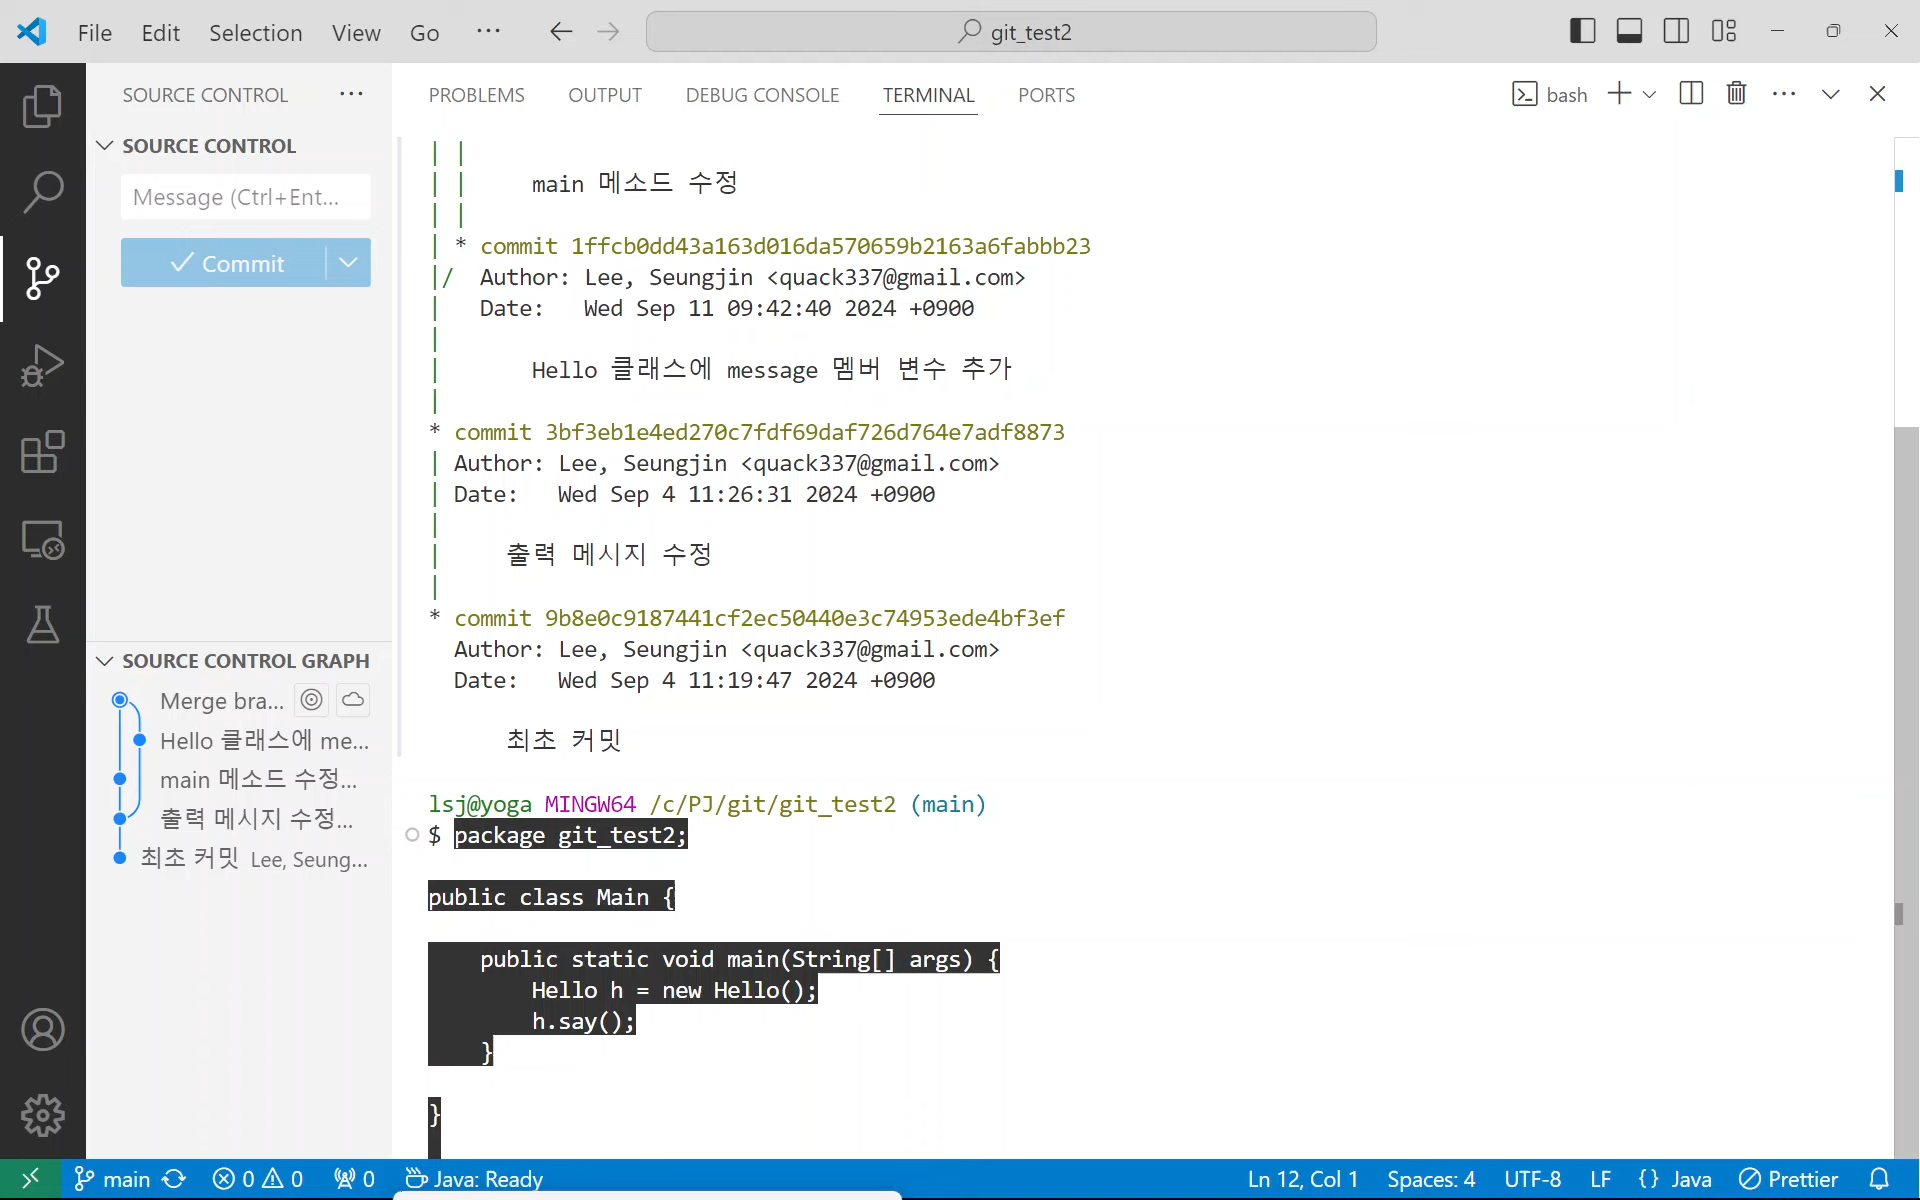 File Edit Selection View Go ··· git_test2
SOURCE CONTROL ···
SOURCE CONTROL
Message (Ctrl+Ent...
Commit
SOURCE CONTROL GRAPH
Merge bra...
Hello 클래스에 me...
main 메소드 수정...
출력 메시지 수정...
최초 커밋 Lee, Seung...
PROBLEMS OUTPUT DEBUG CONSOLE TERMINAL PORTS bash
| |
| | main 메소드 수정
| |
| * commit 1ffcb0dd43a163d016da570659b2163a6fabbb23
|/ Author: Lee, Seungjin <quack337@gmail.com>
| Date: Wed Sep 11 09:42:40 2024 +0900
|
| Hello 클래스에 message 멤버 변수 추가
|
* commit 3bf3eb1e4ed270c7fdf69daf726d764e7adf8873
| Author: Lee, Seungjin <quack337@gmail.com>
| Date: Wed Sep 4 11:26:31 2024 +0900
|
| 출력 메시지 수정
|
* commit 9b8e0c9187441cf2ec50440e3c74953ede4bf3ef
Author: Lee, Seungjin <quack337@gmail.com>
Date: Wed Sep 4 11:19:47 2024 +0900
최초 커밋
lsj@yoga MINGW64 /c/PJ/git/git_test2 (main)
$ package git_test2;
public class Main {
public static void main(String[] args) {
Hello h = new Hello();
h.say();
}
}
main 0 0 0 Java: Ready Ln 12, Col 1 Spaces: 4 UTF-8 LF {} Java Prettier